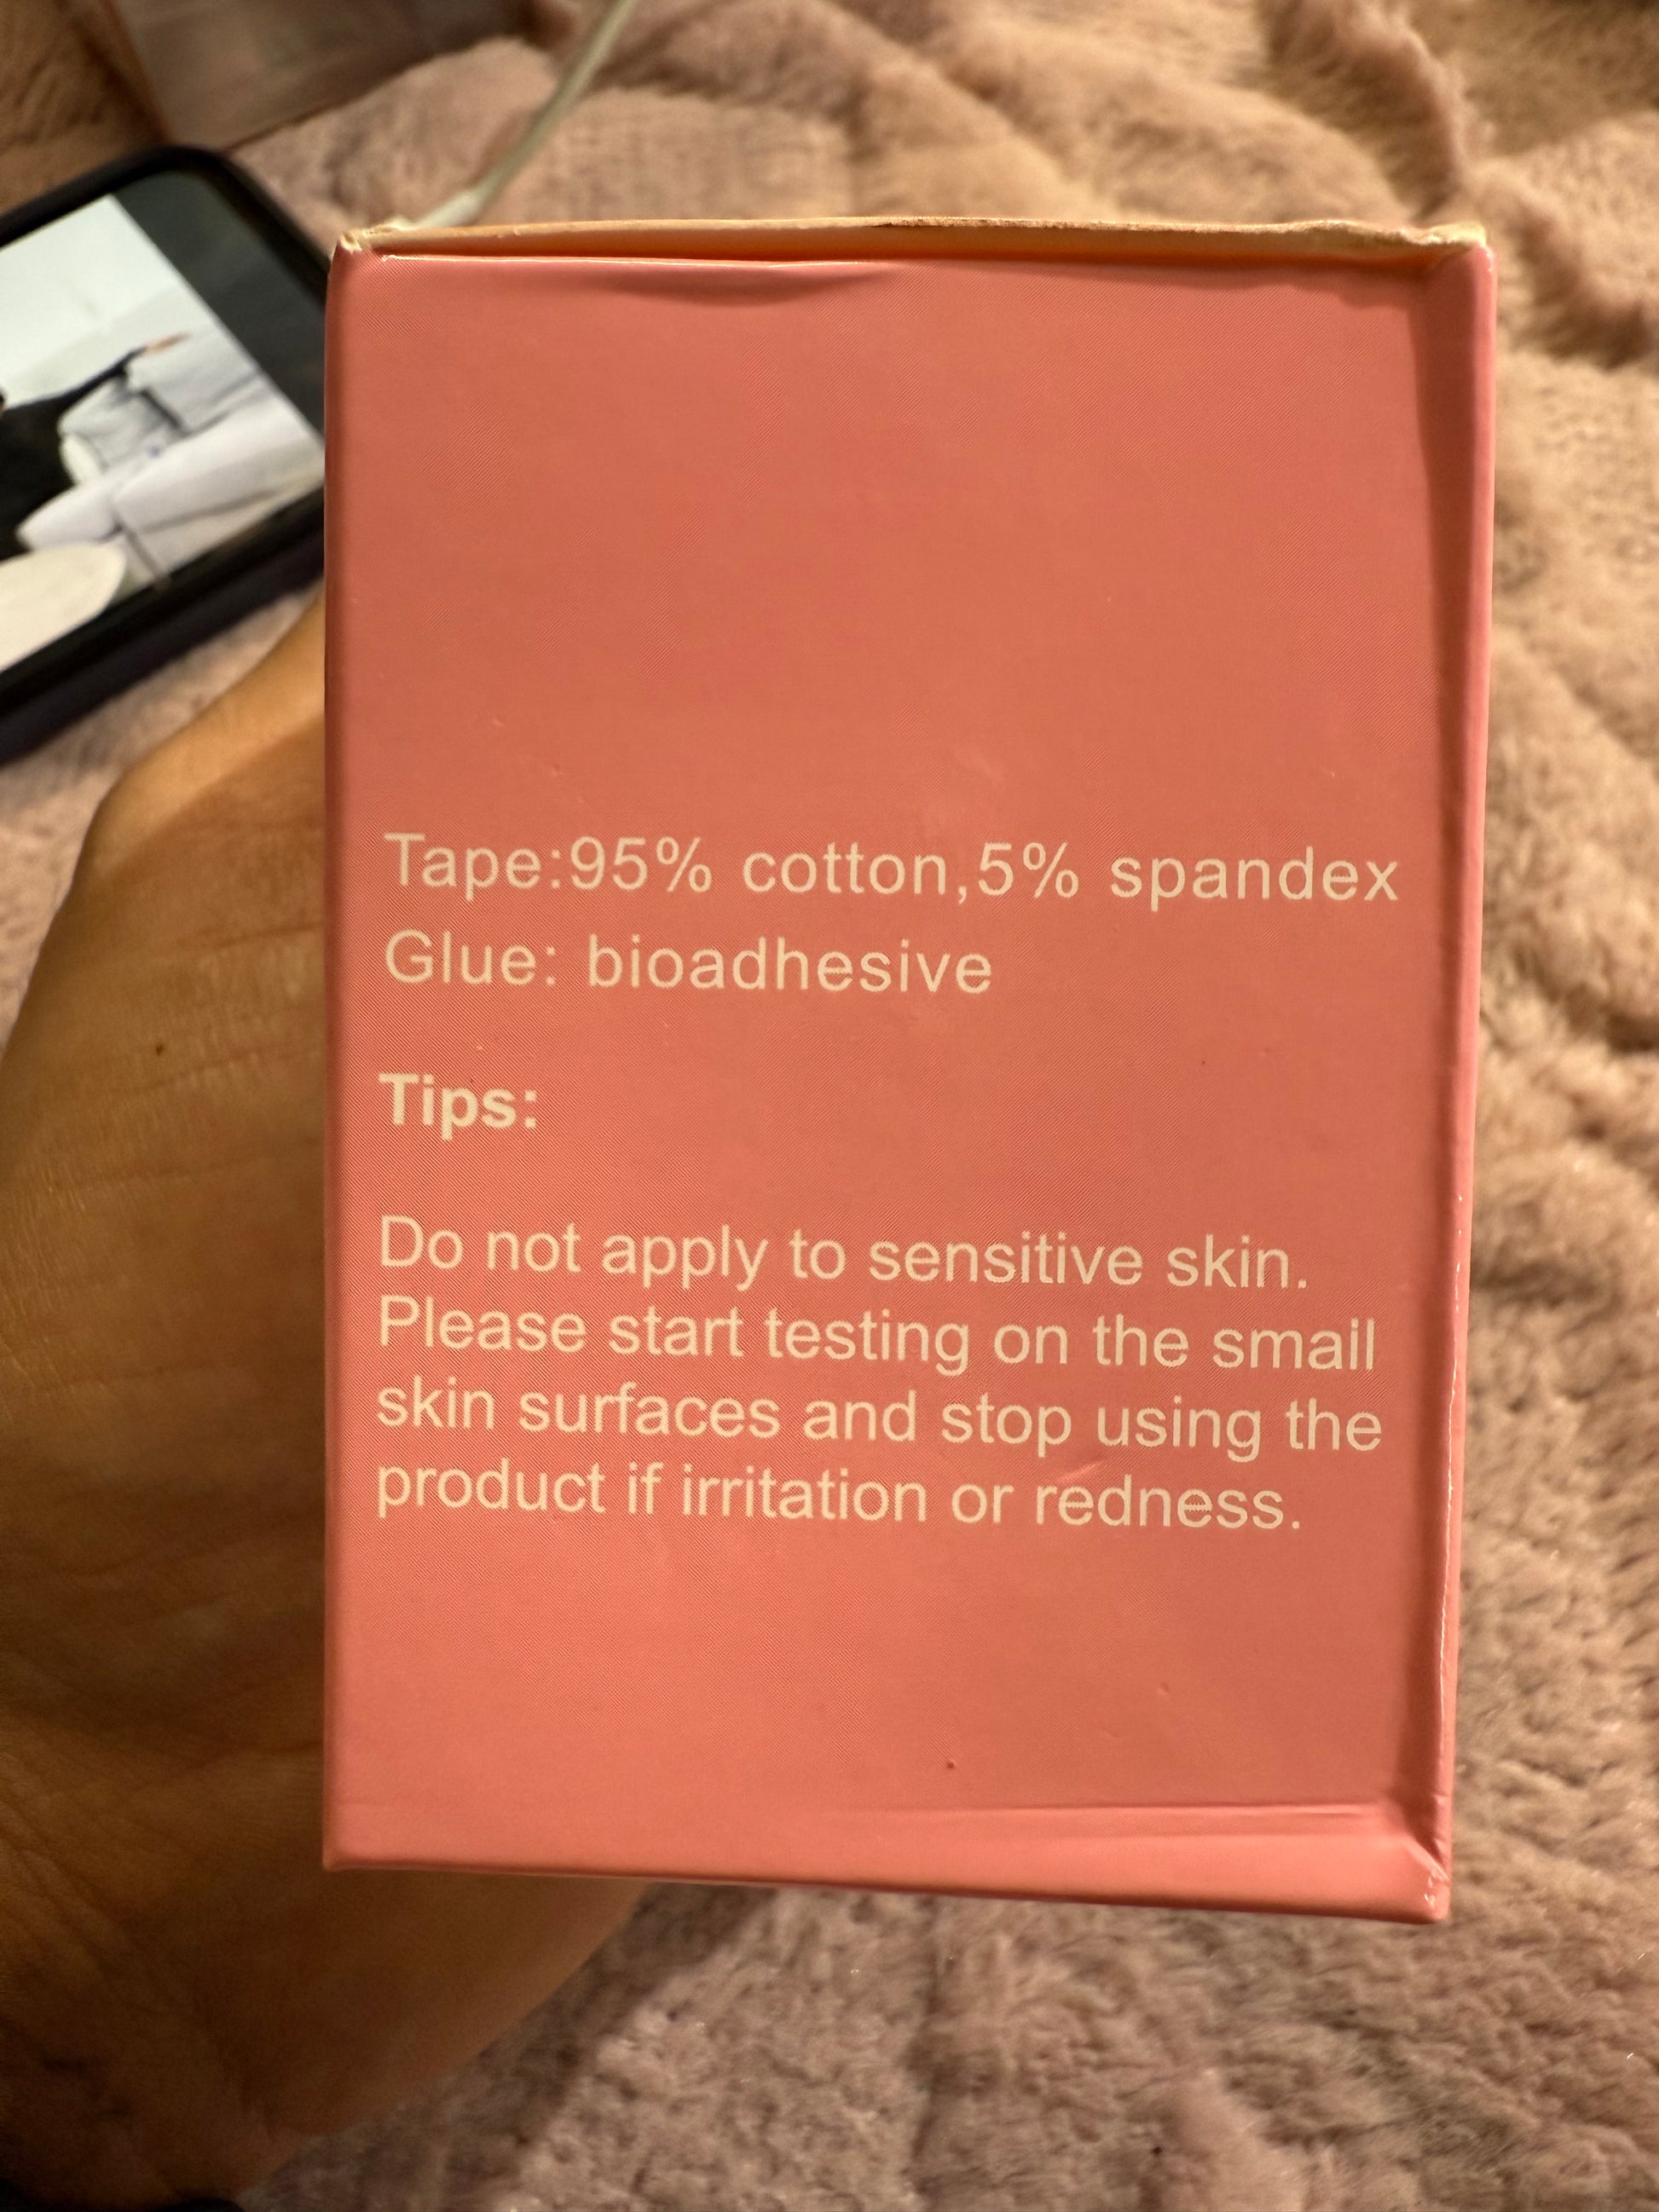 Tape:95% cotton,5% spandex
Glue: bioadhesive
Tips:
Do not apply to sensitive skin.
Please start testing on the smail
skin surfaces and stop using the
product if irritation or redness.